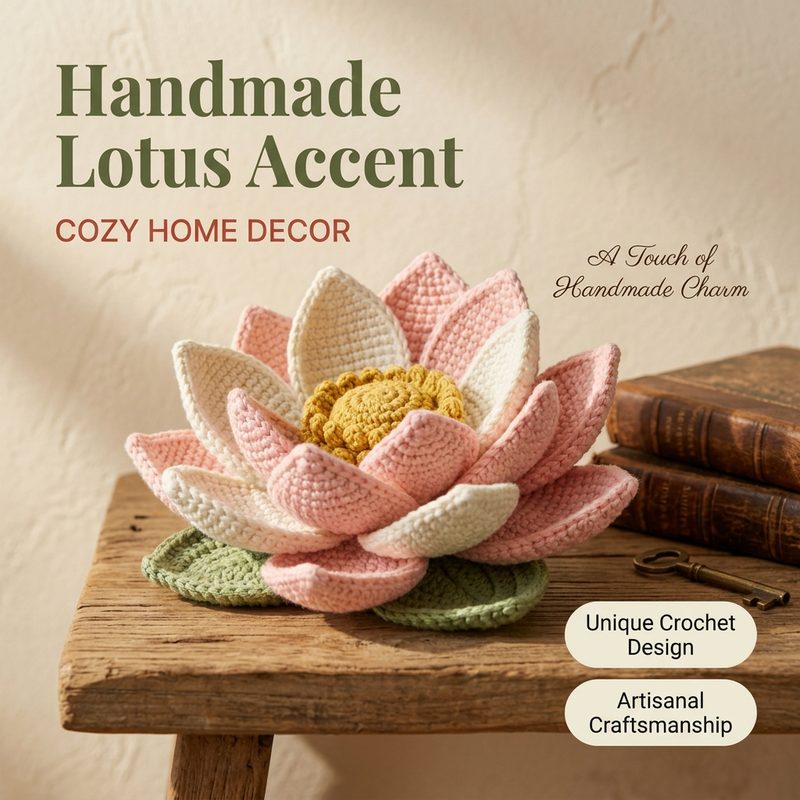 Handmade
Lotus Accent
COZY HOME DECOR
A Touch of
Handmade Charm
Unique Crochet
Design
Artisanal
Craftsmanship